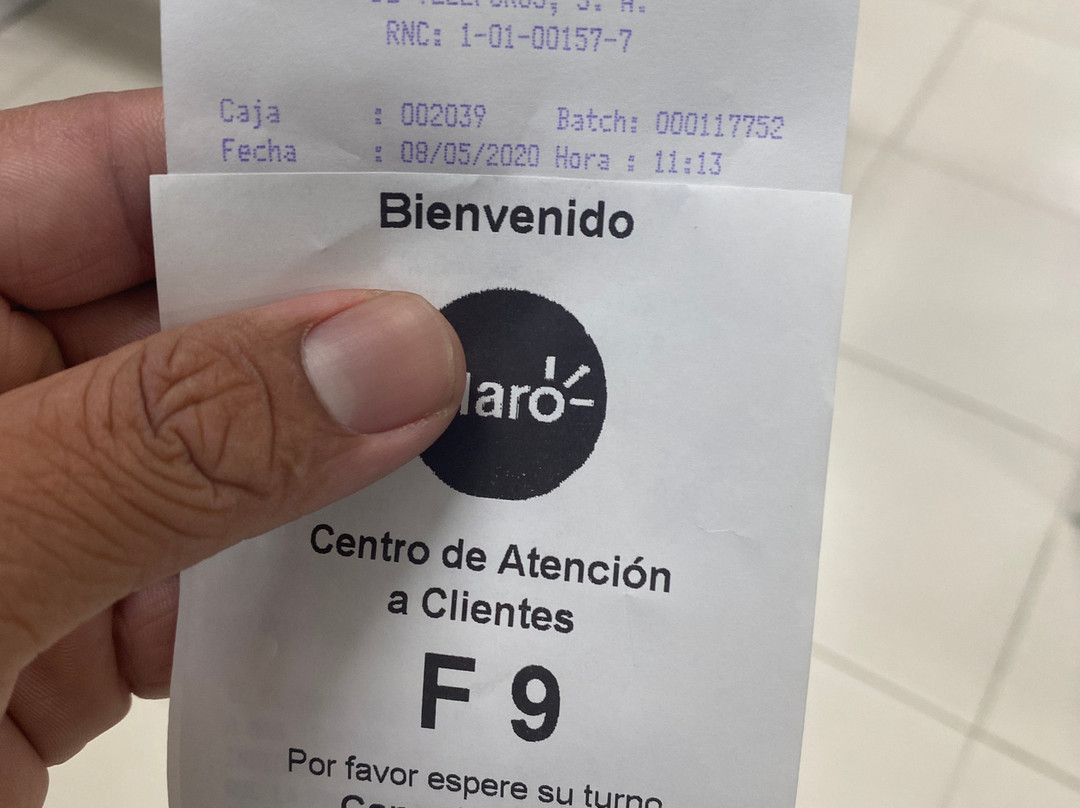 S. A.
RNC: 1-01-00157-7
Caja : 002039 Batch: 000117752
Fecha : 08/05/2020 Hora : 11:13
Bienvenido
laro
Centro de Atención
a Clientes
F 9
Por favor espere su turno